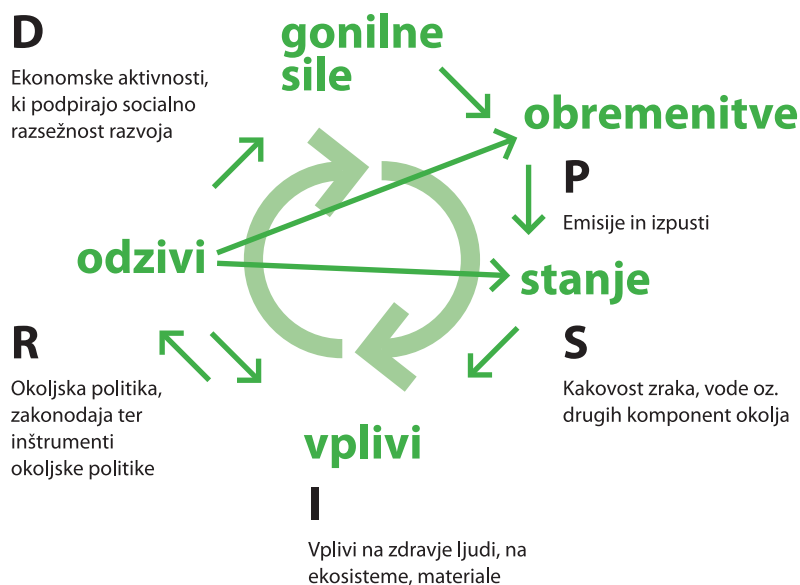 D
Ekonomske aktivnosti,
ki podpirajo socialno
razsežnost razvoja
gonilne
sile
obremenitve
P
Emisije in izpusti
odzivi
stanje
R
Okoljska politika,
zakonodaja ter
inštrumenti
okoljske politike
S
Kakovost zraka, vode oz.
drugih komponent okolja
vplivi
I
Vplivi na zdravje ljudi, na
ekosisteme, materiale